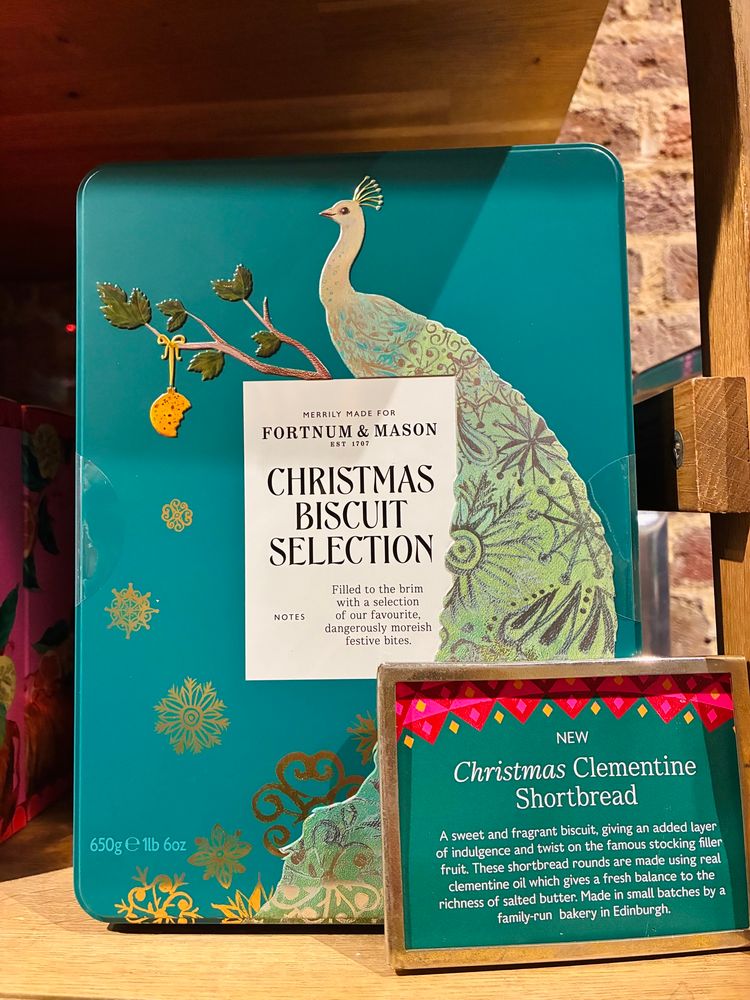 MERRILY MADE FOR
FORTNUM & MASON
EST 1707
CHRISTMAS
BISCUIT
SELECTION
NOTES
Filled to the brim
with a selection
of our favourite,
dangerously moreish
festive bites.
650g ℮ 1lb 6oz
NEW
Christmas Clementine
Shortbread
A sweet and fragrant biscuit, giving an added layer
of indulgence and twist on the famous stocking filler
fruit. These shortbread rounds are made using real
clementine oil which gives a fresh balance to the
richness of salted butter. Made in small batches by a
family-run bakery in Edinburgh.